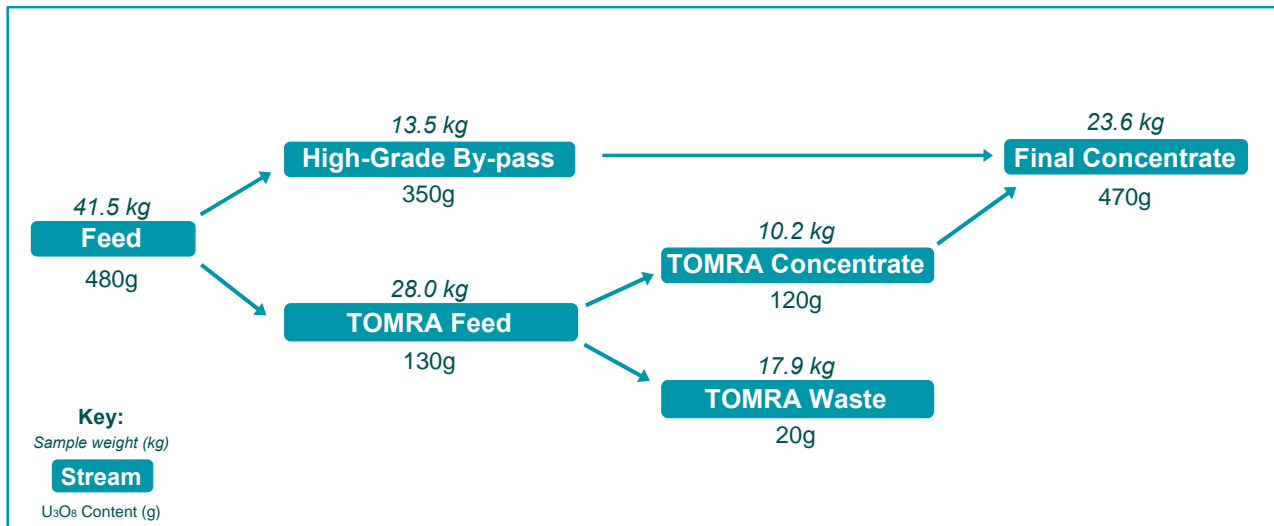 13.5 kg
High-Grade By-pass
350g
23.6 kg
Final Concentrate
470g
41.5 kg
Feed
480g
10.2 kg
TOMRA Concentrate
120g
28.0 kg
TOMRA Feed
130g
17.9 kg
TOMRA Waste
20g
Key:
Sample weight (kg)
Stream
U₃O₈ Content (g)